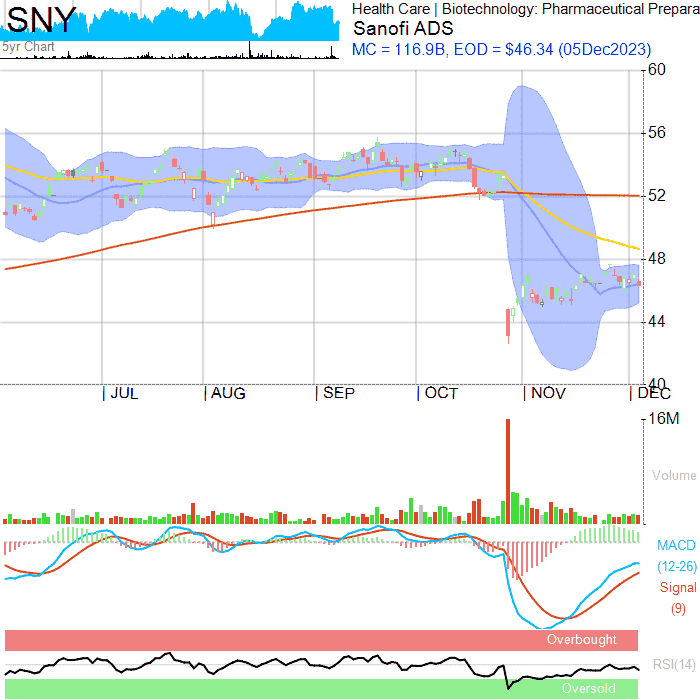 SNY
5yr Chart
Health Care | Biotechnology: Pharmaceutical Prepara
Sanofi ADS
MC = 116.9B, EOD = $46.34 (05Dec2023)
60
56
52
48
44
40
JUL AUG SEP OCT NOV DEC
16M
Volume
MACD
(12-26)
Signal
(9)
Overbought
RSI(14)
Oversold